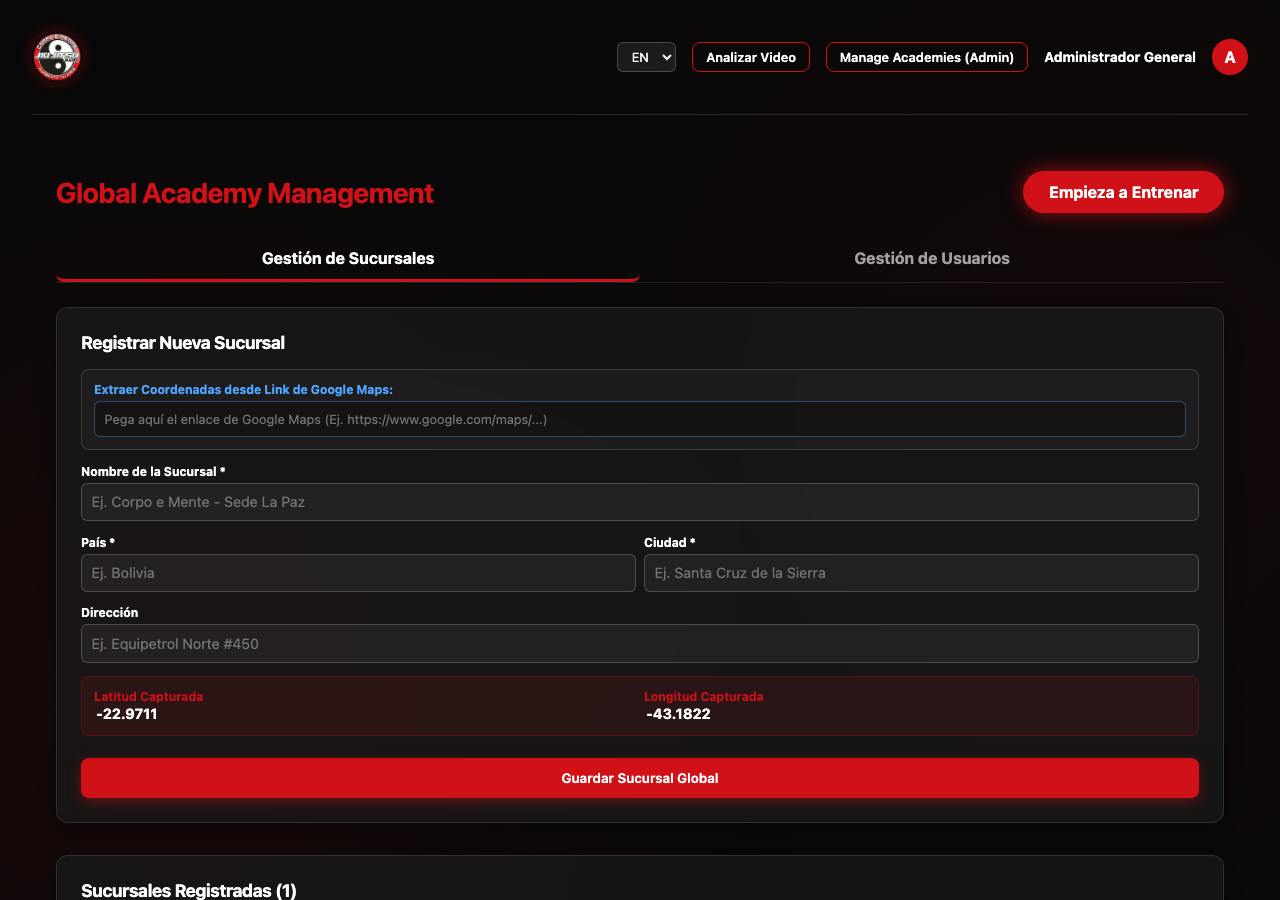 EN
Analizar Video
Manage Academies (Admin)
Administrador General
A
Global Academy Management
Empieza a Entrenar
Gestión de Sucursales
Gestión de Usuarios
Registrar Nueva Sucursal
Extraer Coordenadas desde Link de Google Maps:
Pega aquí el enlace de Google Maps (Ej. https://www.google.com/maps/...)
Nombre de la Sucursal *
Ej. Corpo e Mente - Sede La Paz
País *
Ciudad *
Ej. Bolivia
Ej. Santa Cruz de la Sierra
Dirección
Ej. Equipetrol Norte #450
Latitud Capturada
Longitud Capturada
-22.9711
-43.1822
Guardar Sucursal Global
Sucursales Registradas (1)